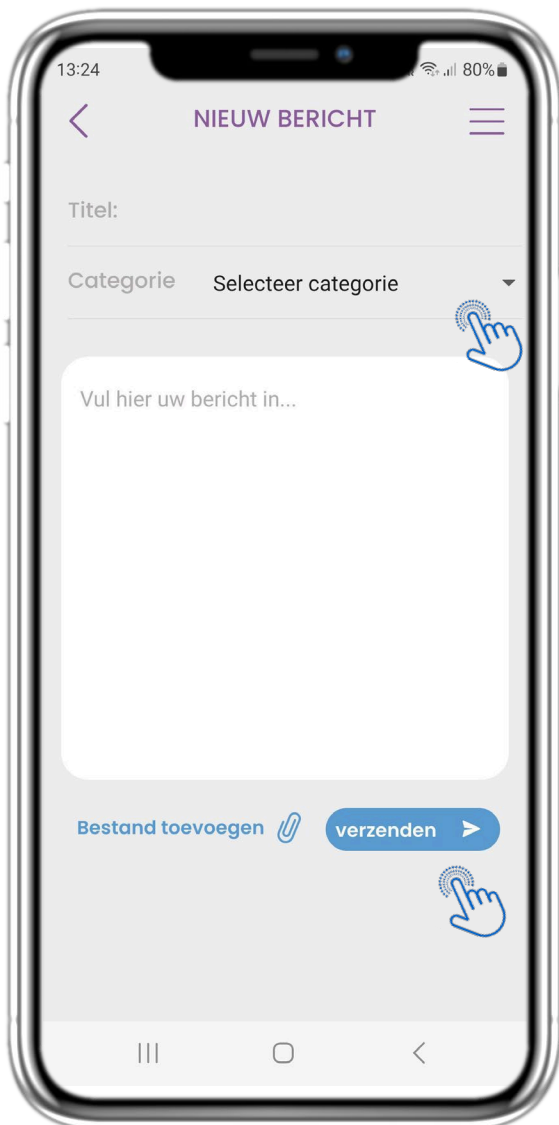 13:24
80%
NIEUW BERICHT
Titel:
Categorie Selecteer categorie
Vul hier uw bericht in...
Bestand toevoegen
verzenden